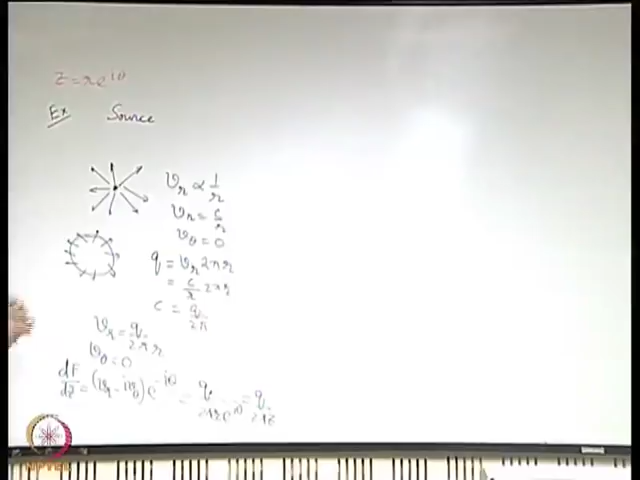 z = re^{iθ}
Ex Source
v_r ∝ 1/r
v_r = c/r
v_θ = 0
q = v_r 2πr
= c/r 2πr
c = q/2π
v_r = q/2πr
v_θ = 0
dF/dz = (v_r - iv_θ) e^{-iθ} = q/2πre^{iθ} = q/2πz
NPTEL